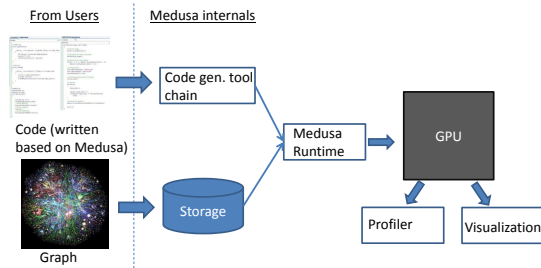 From Users
Medusa internals
Code gen. tool
chain
Code (written
based on Medusa)
Medusa
Runtime
GPU
Storage
Profiler
Visualization
Graph